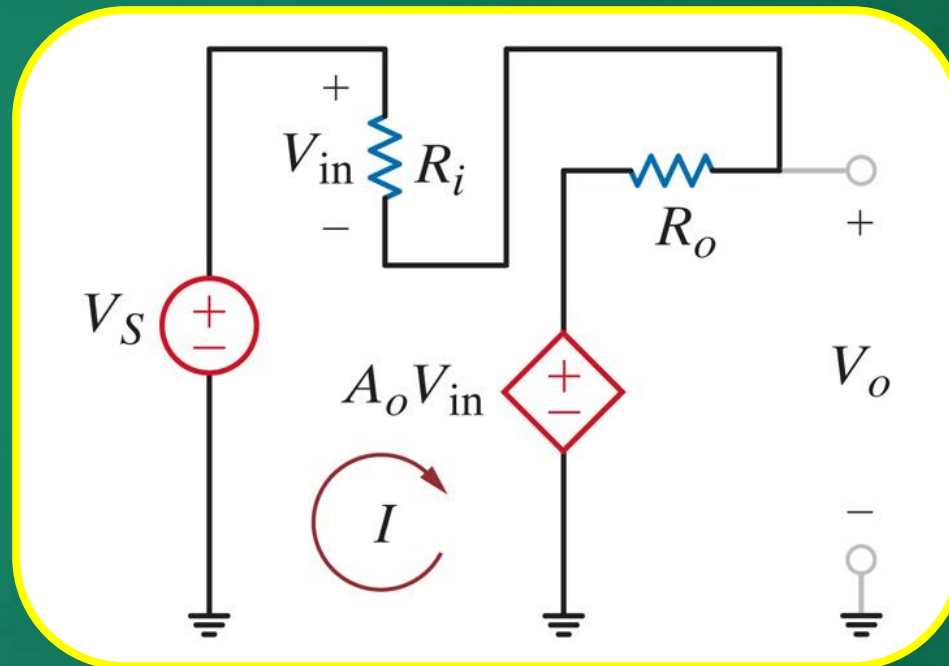 +
V_in
R_i
−
R_o
+
V_S
+
−
A_oV_in
+
−
V_o
I
−